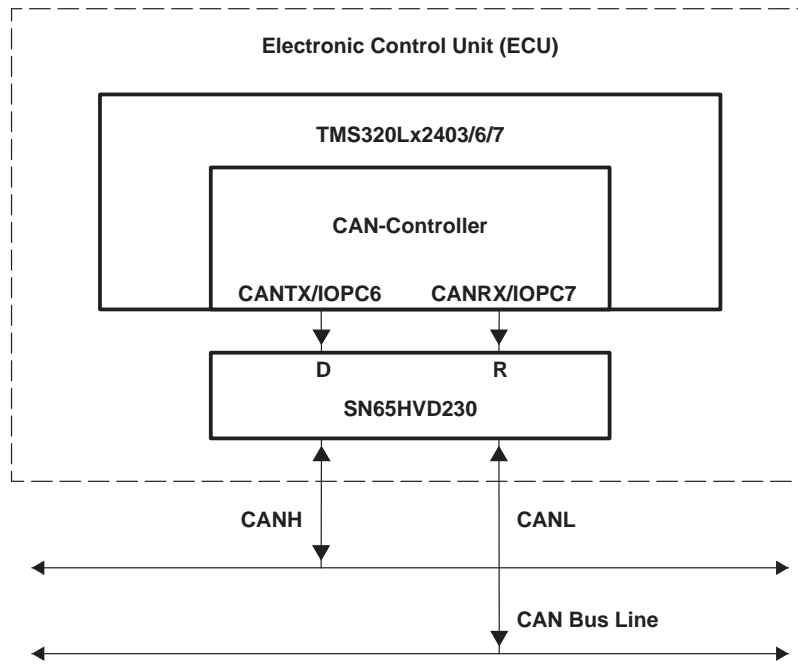 Electronic Control Unit (ECU)
TMS320Lx2403/6/7
CAN-Controller
CANTX/IOPC6 CANRX/IOPC7
D R
SN65HVD230
CANH CANL
CAN Bus Line